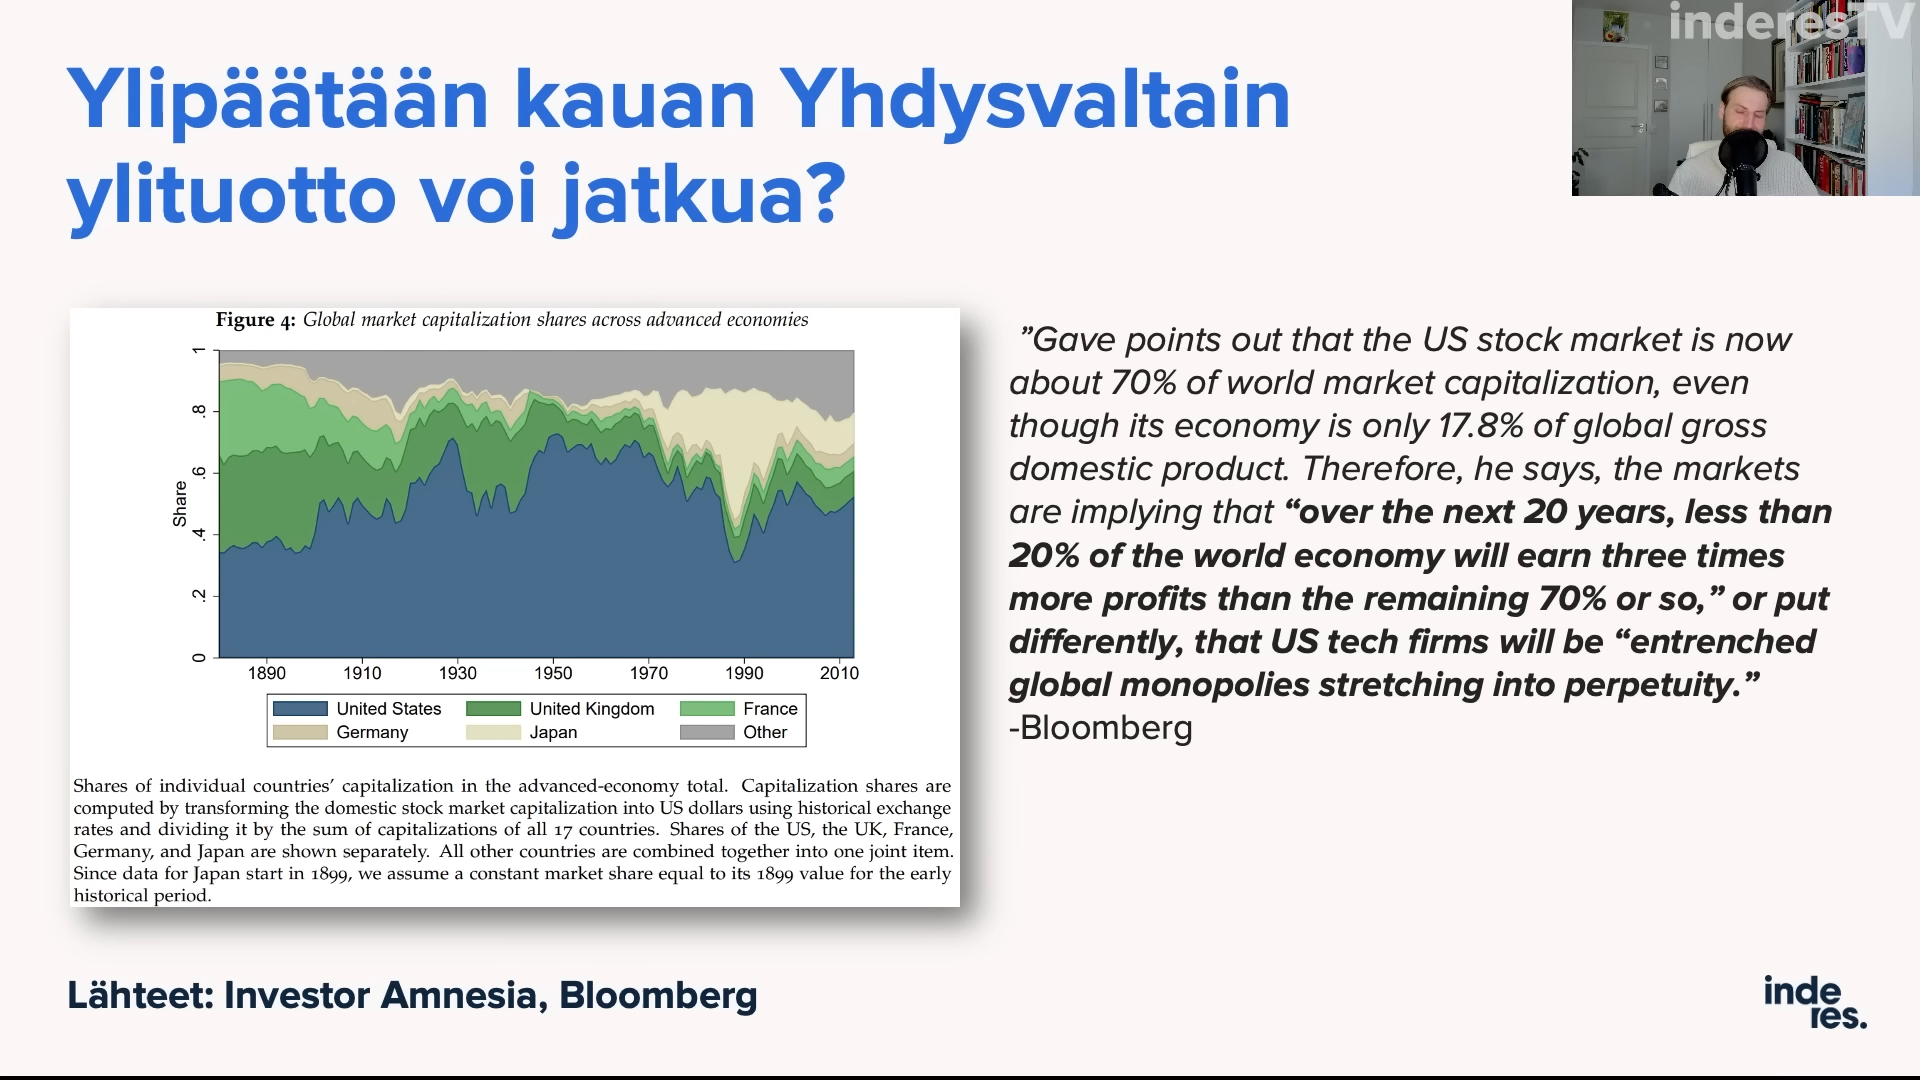 inderesTV
Ylipäätään kauan Yhdysvaltain
ylituotto voi jatkua?
Figure 4: Global market capitalization shares across advanced economies
Share
1
.8
.6
.4
.2
0
1890 1910 1930 1950 1970 1990 2010
United States United Kingdom France
Germany Japan Other
Shares of individual countries’ capitalization in the advanced-economy total. Capitalization shares are
computed by transforming the domestic stock market capitalization into US dollars using historical exchange
rates and dividing it by the sum of capitalizations of all 17 countries. Shares of the US, the UK, France,
Germany, and Japan are shown separately. All other countries are combined together into one joint item.
Since data for Japan start in 1899, we assume a constant market share equal to its 1899 value for the early
historical period.
”Gave points out that the US stock market is now
about 70% of world market capitalization, even
though its economy is only 17.8% of global gross
domestic product. Therefore, he says, the markets
are implying that “over the next 20 years, less than
20% of the world economy will earn three times
more profits than the remaining 70% or so,” or put
differently, that US tech firms will be “entrenched
global monopolies stretching into perpetuity.”
-Bloomberg
Lähteet: Investor Amnesia, Bloomberg
inde
res.